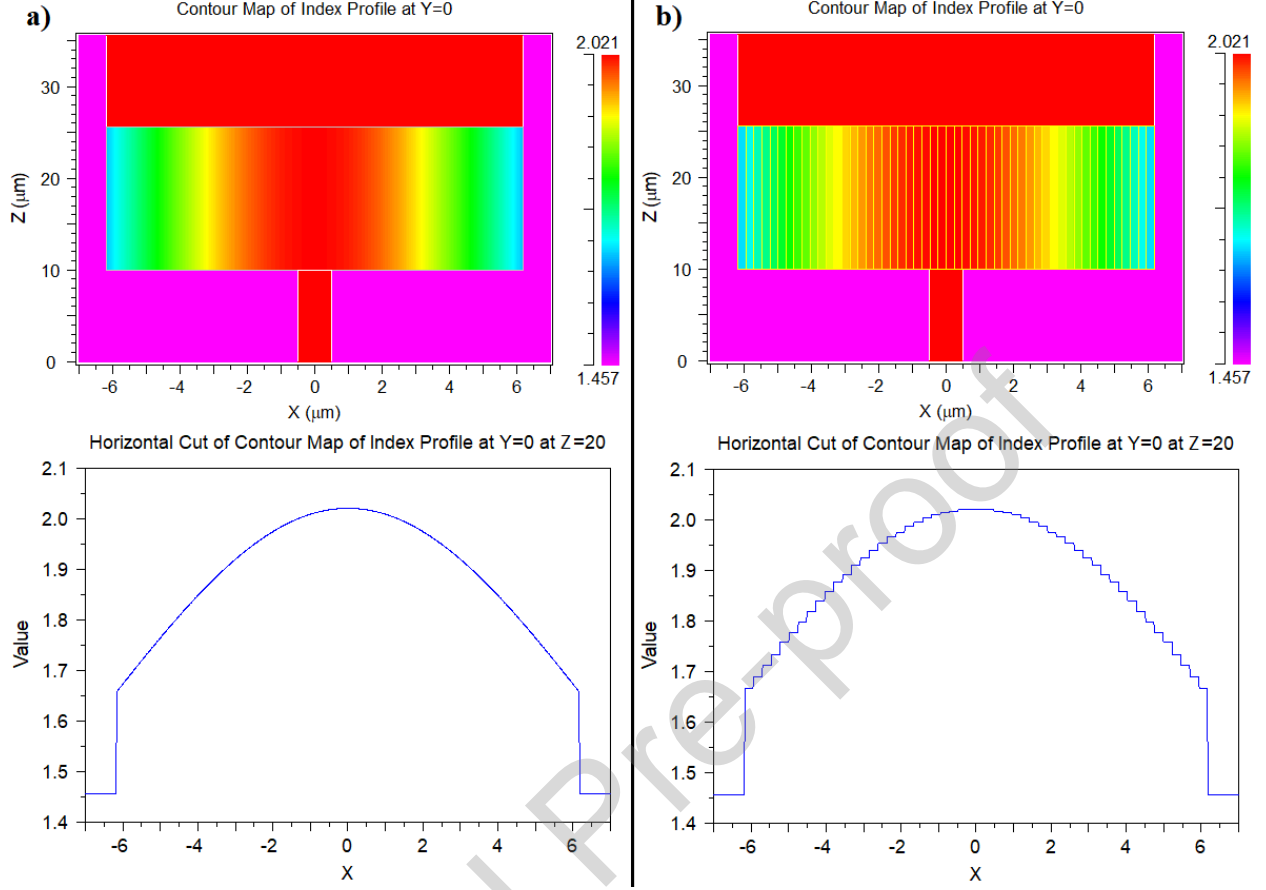 a)
Contour Map of Index Profile at Y=0
2.021
30
20
10
0
Z (μm)
-6 -4 -2 0 2 4 6
X (μm)
1.457
b)
Contour Map of Index Profile at Y=0
2.021
30
20
10
0
Z (μm)
-6 -4 -2 0 2 4 6
X (μm)
1.457
Horizontal Cut of Contour Map of Index Profile at Y=0 at Z=20
2.1
2.0
1.9
1.8
1.7
1.6
1.5
1.4
Value
-6 -4 -2 0 2 4 6
X
Horizontal Cut of Contour Map of Index Profile at Y=0 at Z=20
2.1
2.0
1.9
1.8
1.7
1.6
1.5
1.4
Value
-6 -4 -2 0 2 4 6
X
Pre-proof